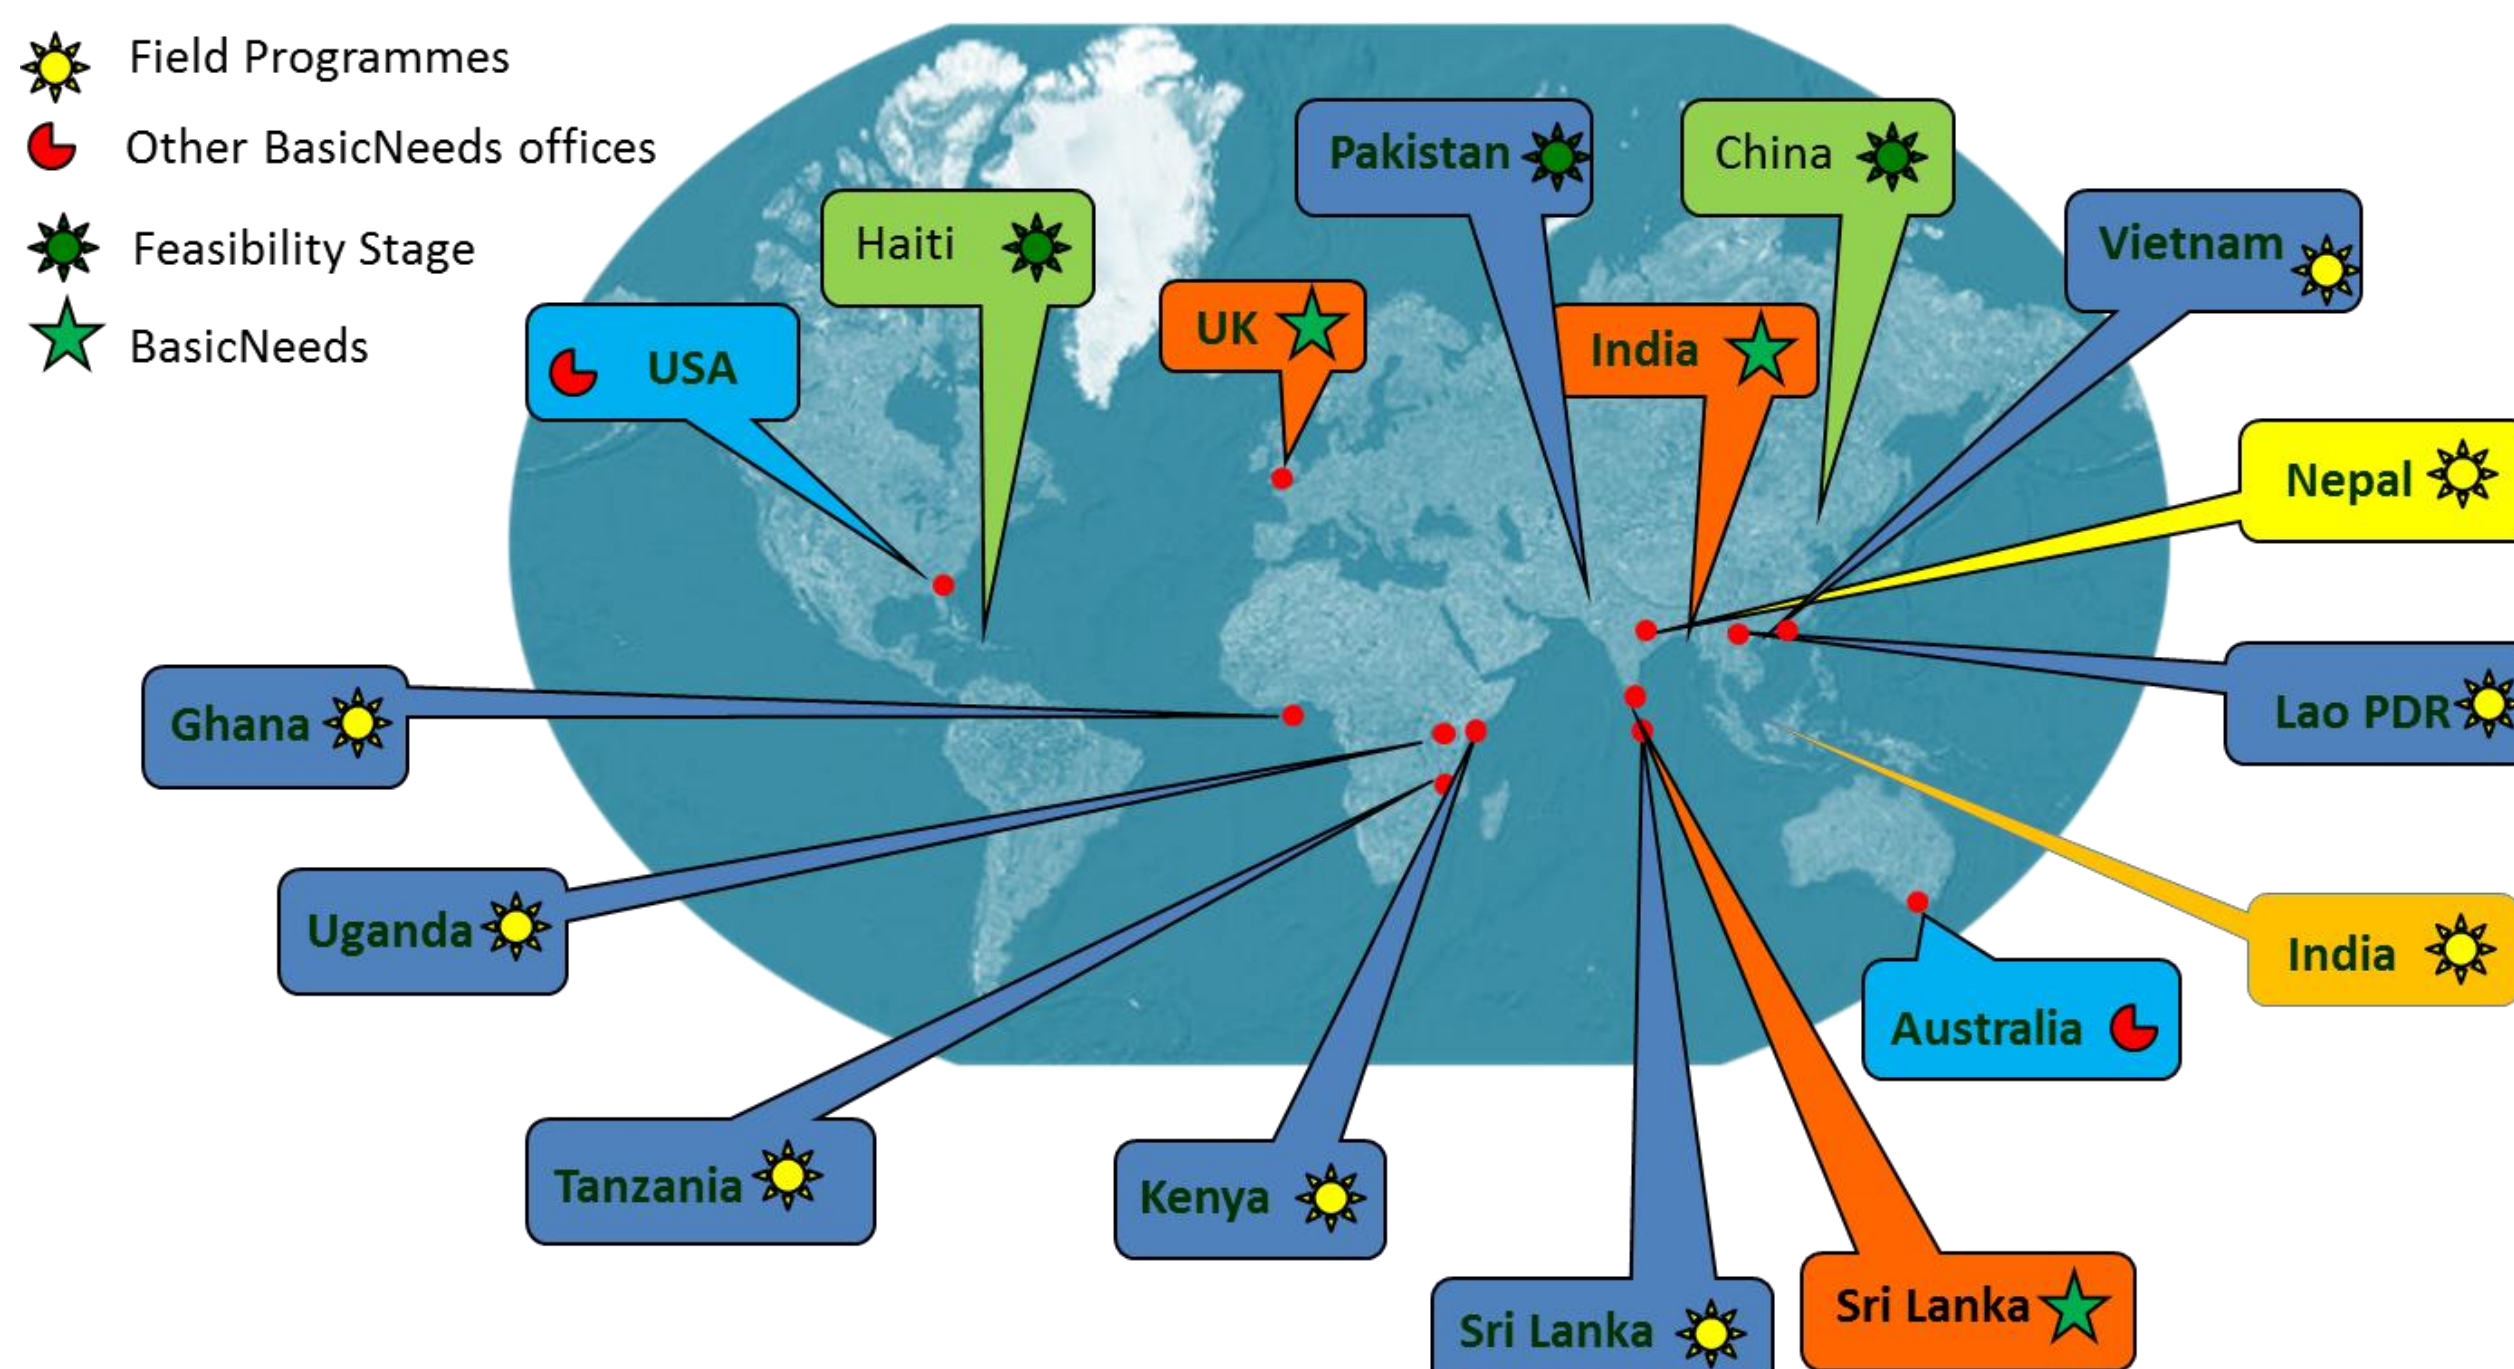 Field Programmes
Other BasicNeeds offices
Feasibility Stage
BasicNeeds
Pakistan
China
Haiti
Vietnam
UK
India
USA
Nepal
Ghana
Lao PDR
Uganda
India
Australia
Tanzania
Kenya
Sri Lanka
Sri Lanka